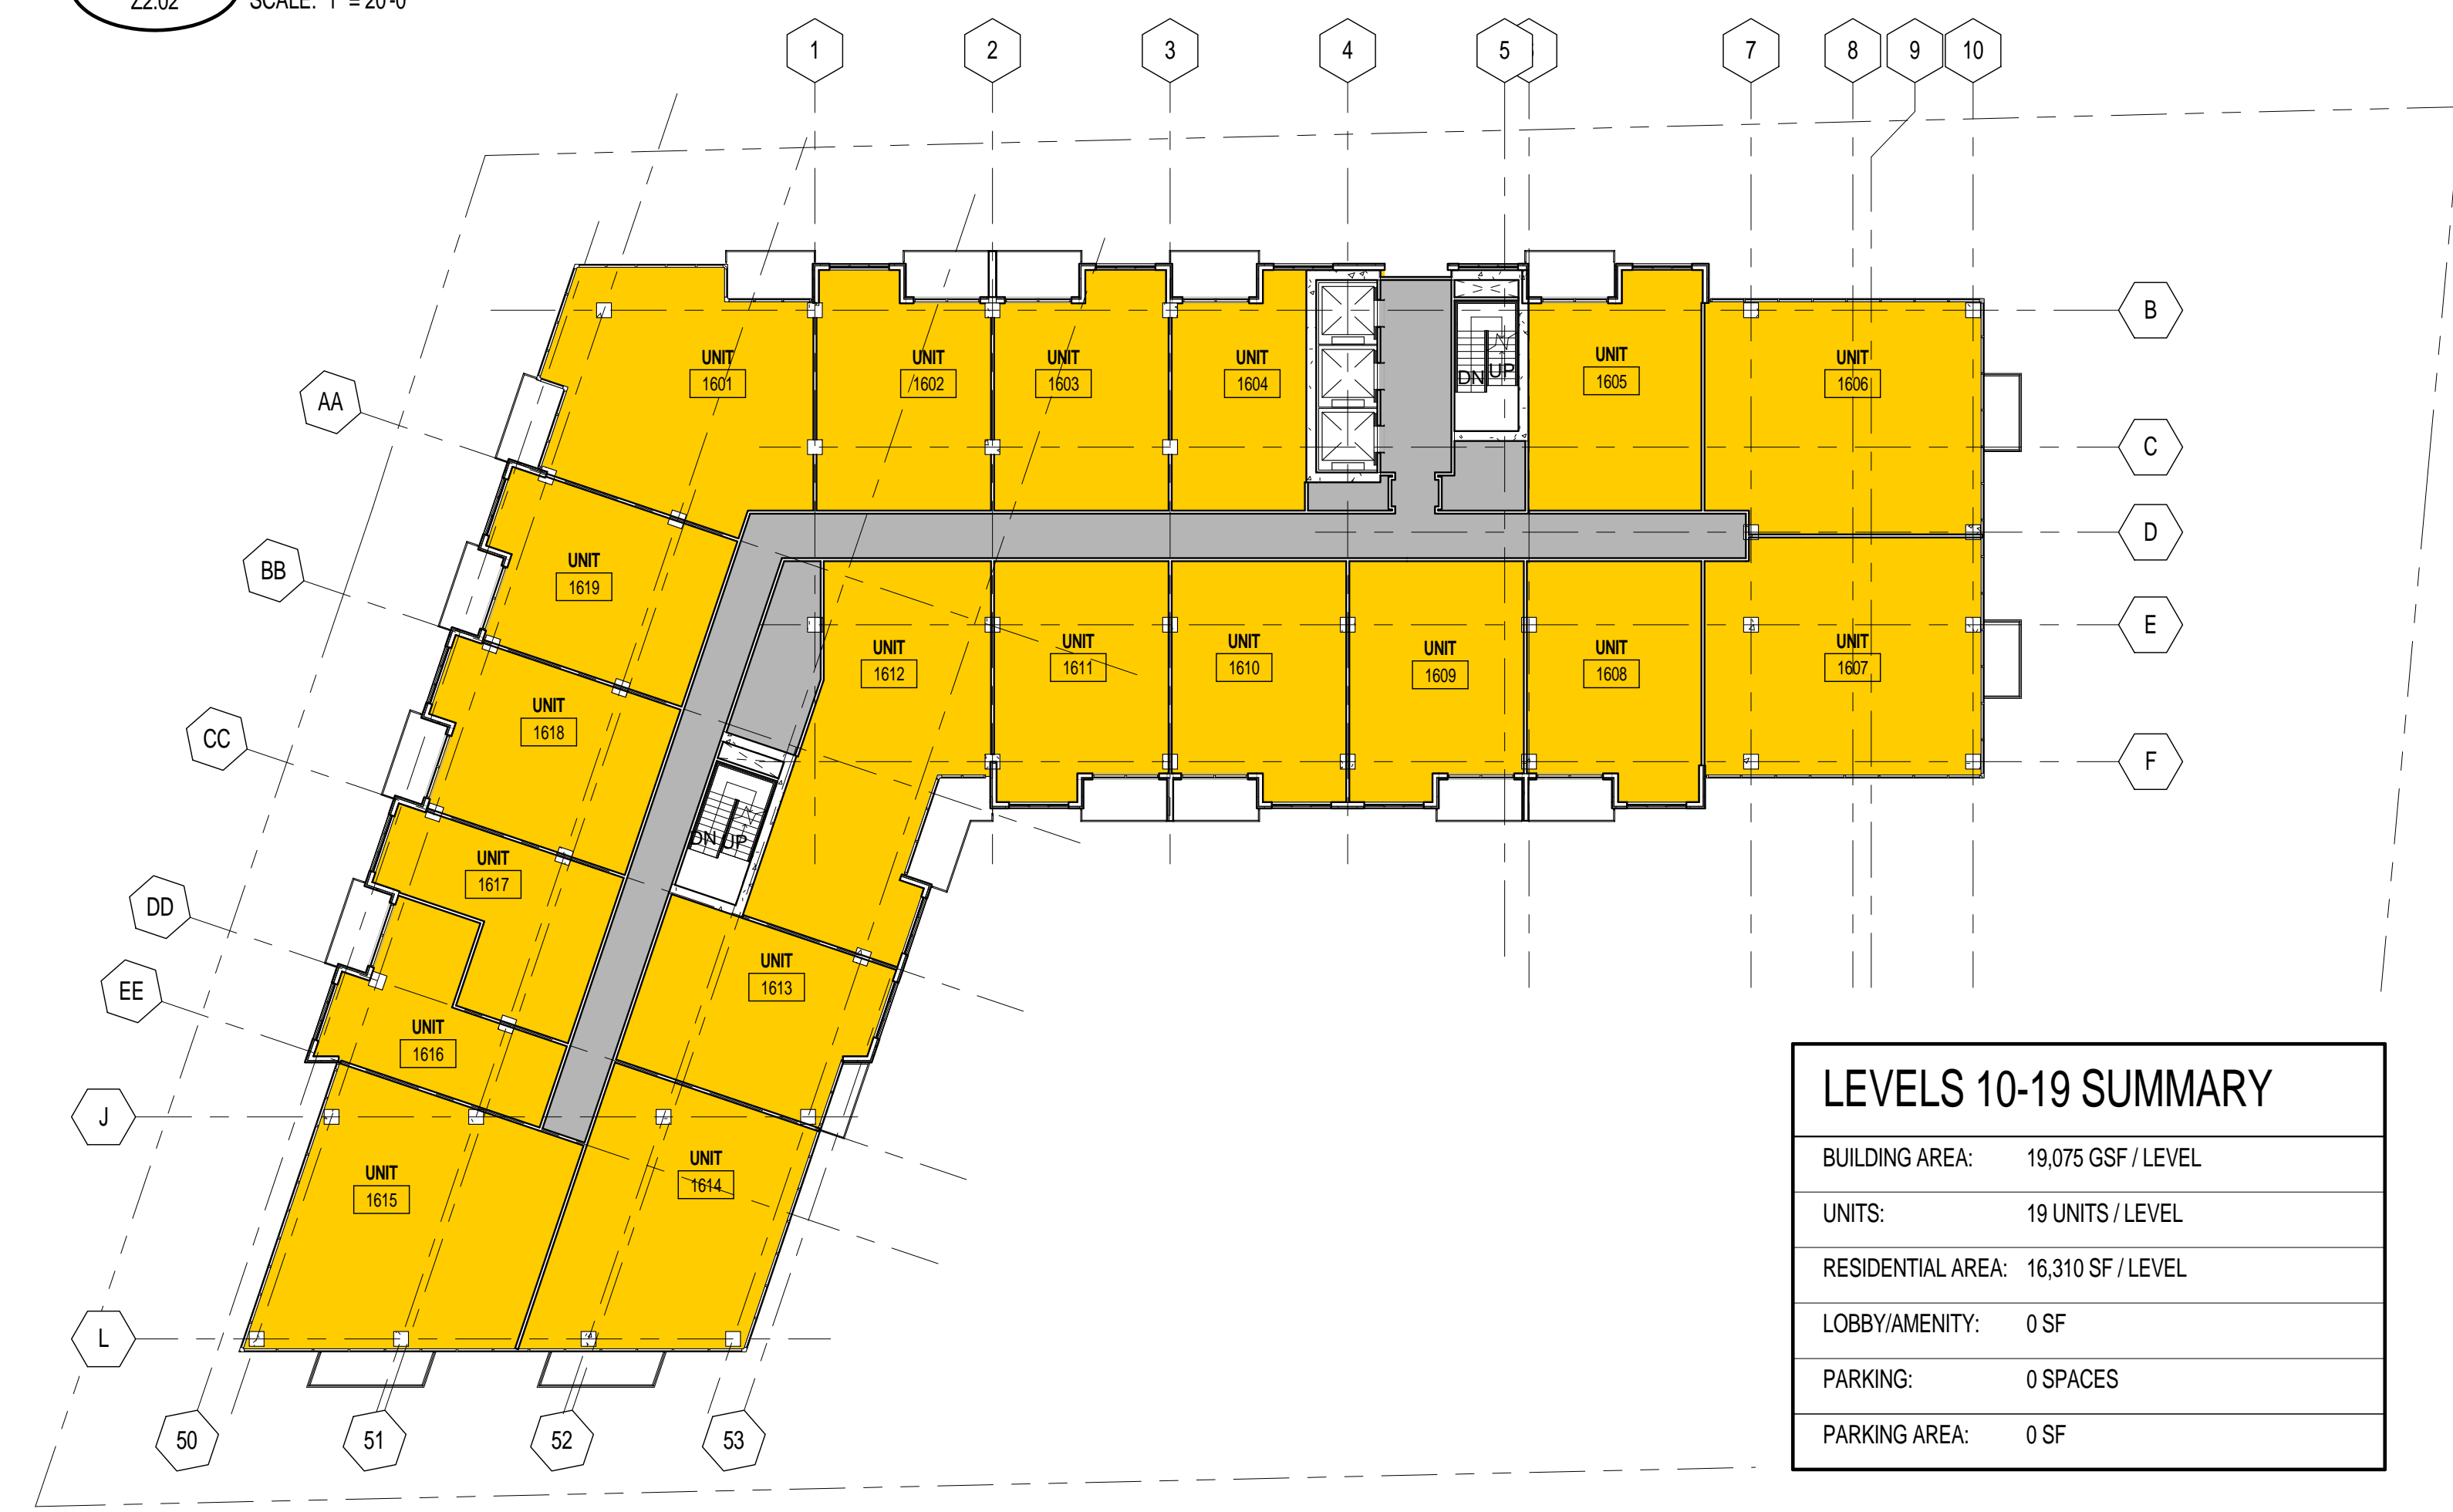 Z2.02
SCALE: 1" = 20'-0"
1
2
3
4
5
7
8
9
10
B
C
D
E
F
AA
BB
CC
DD
EE
J
L
50
51
52
53
UNIT
1601
UNIT
1602
UNIT
1603
UNIT
1604
DN
UP
UNIT
1605
UNIT
1606
UNIT
1619
UNIT
1618
UNIT
1612
UNIT
1611
UNIT
1610
UNIT
1609
UNIT
1608
UNIT
1607
UNIT
1617
DN
UP
UNIT
1613
UNIT
1616
UNIT
1615
UNIT
1614
LEVELS 10-19 SUMMARY
BUILDING AREA: 19,075 GSF / LEVEL
UNITS: 19 UNITS / LEVEL
RESIDENTIAL AREA: 16,310 SF / LEVEL
LOBBY/AMENITY: 0 SF
PARKING: 0 SPACES
PARKING AREA: 0 SF